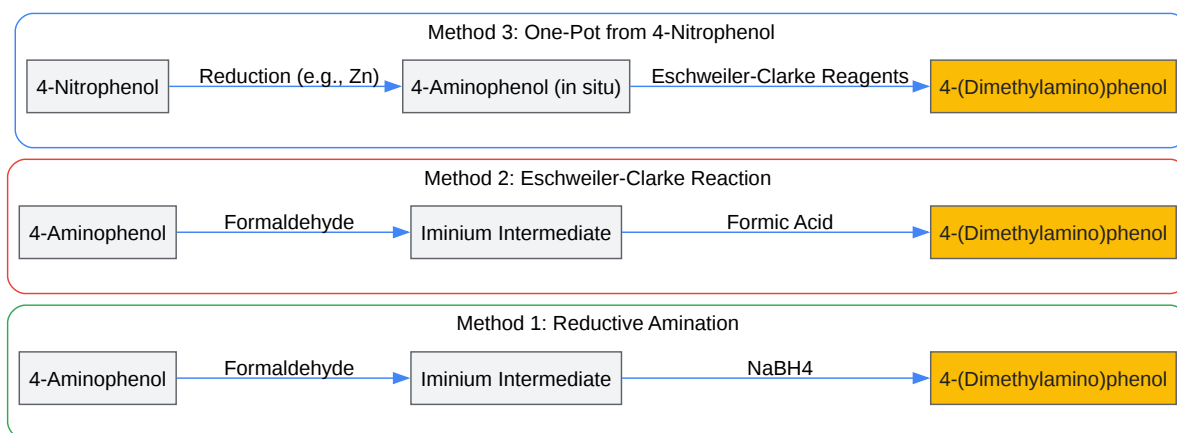 Method 3: One-Pot from 4-Nitrophenol
4-Nitrophenol
Reduction (e.g., Zn)
4-Aminophenol (in situ)
Eschweiler-Clarke Reagents
4-(Dimethylamino)phenol
Method 2: Eschweiler-Clarke Reaction
4-Aminophenol
Formaldehyde
Iminium Intermediate
Formic Acid
4-(Dimethylamino)phenol
Method 1: Reductive Amination
4-Aminophenol
Formaldehyde
Iminium Intermediate
NaBH4
4-(Dimethylamino)phenol